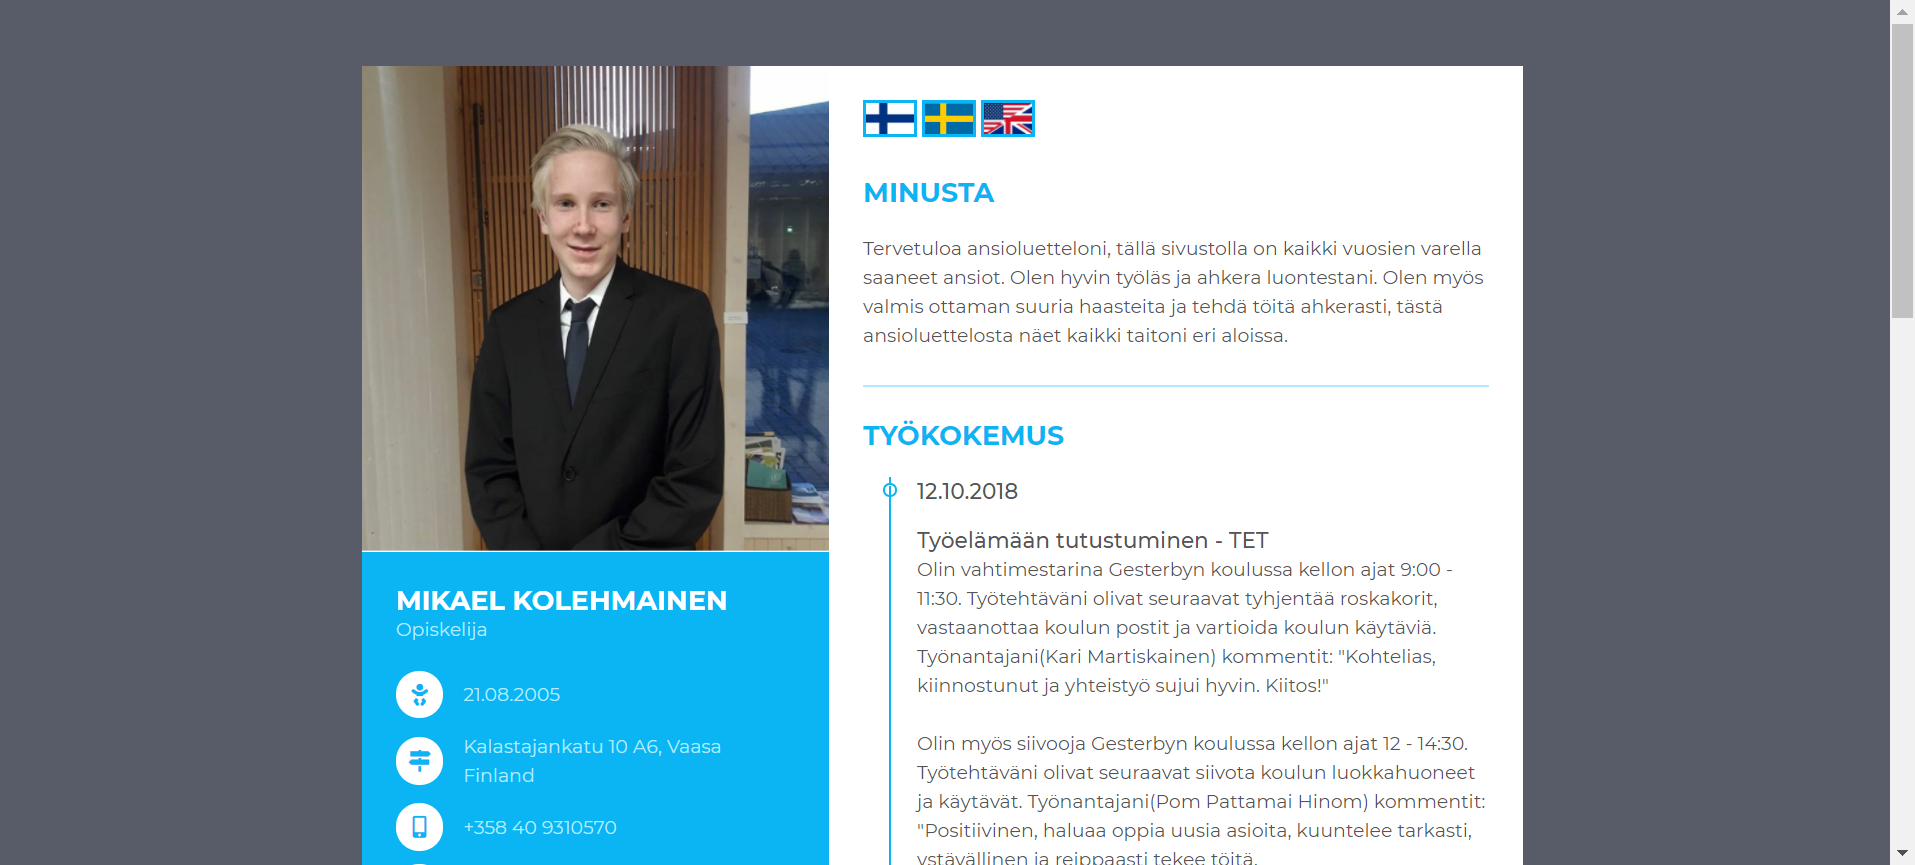 MINUSTA
Tervetuloa ansioluetteloni, tällä sivustolla on kaikki vuosien varella
saaneet ansiot. Olen hyvin työläs ja ahkera luontestani. Olen myös
valmis ottaman suuria haasteita ja tehdä töitä ahkerasti, tästä
ansioluettelosta näet kaikki taitoni eri aloissa.
TYÖKOKEMUS
12.10.2018
Työelämään tutustuminen - TET
Olin vahtimestarina Gesterbyn koulussa kellon ajat 9:00 -
11:30. Työtehtäväni olivat seuraavat tyhjentää roskakorit,
vastaanottaa koulun postit ja vartioida koulun käytäviä.
Työnantajani(Kari Martiskainen) kommentit: "Kohtelias,
kiinnostunut ja yhteistyö sujui hyvin. Kiitos!"
Olin myös siivooja Gesterbyn koulussa kellon ajat 12 - 14:30.
Työtehtäväni olivat seuraavat siivota koulun luokkahuoneet
ja käytävät. Työnantajani(Pom Pattamai Hinom) kommentit:
"Positiivinen, haluaa oppia uusia asioita, kuuntelee tarkasti,
ystävällinen ja reippaasti tekee töitä.
MIKAEL KOLEHMAINEN
Opiskelija
21.08.2005
Kalastajankatu 10 A6, Vaasa
Finland
+358 40 9310570